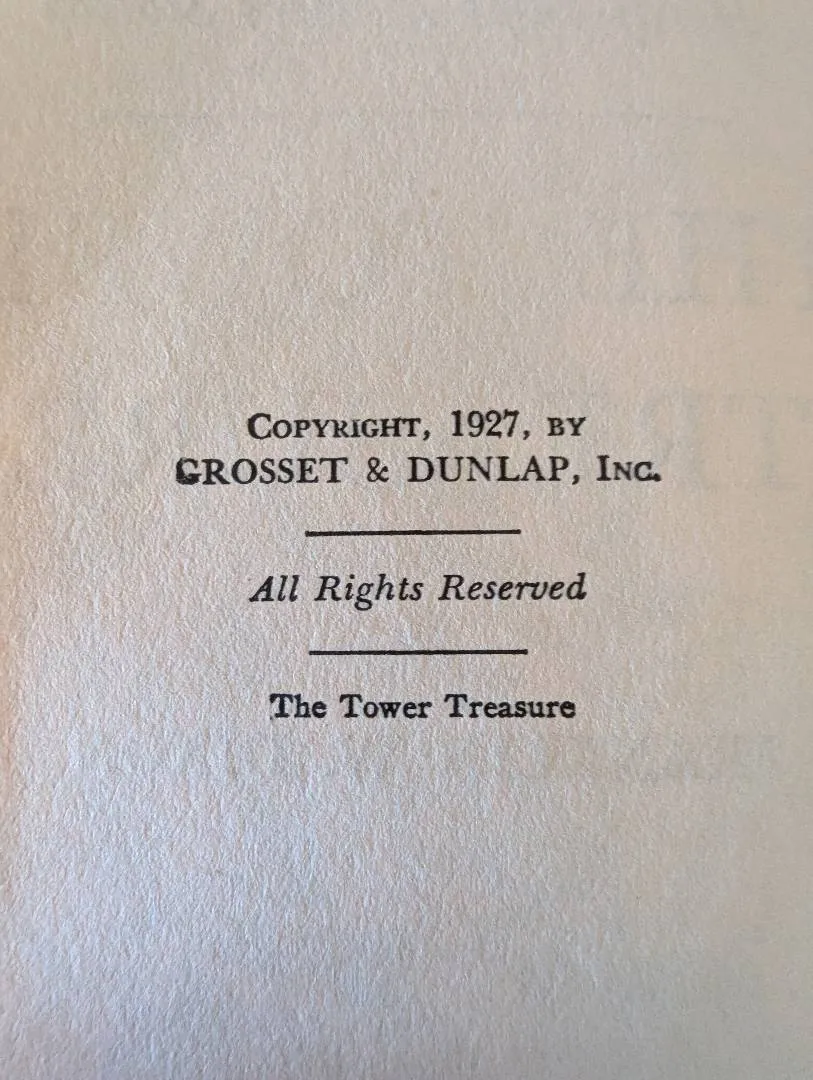 Copyright, 1927, by
GROSSET & DUNLAP, Inc.
All Rights Reserved
The Tower Treasure